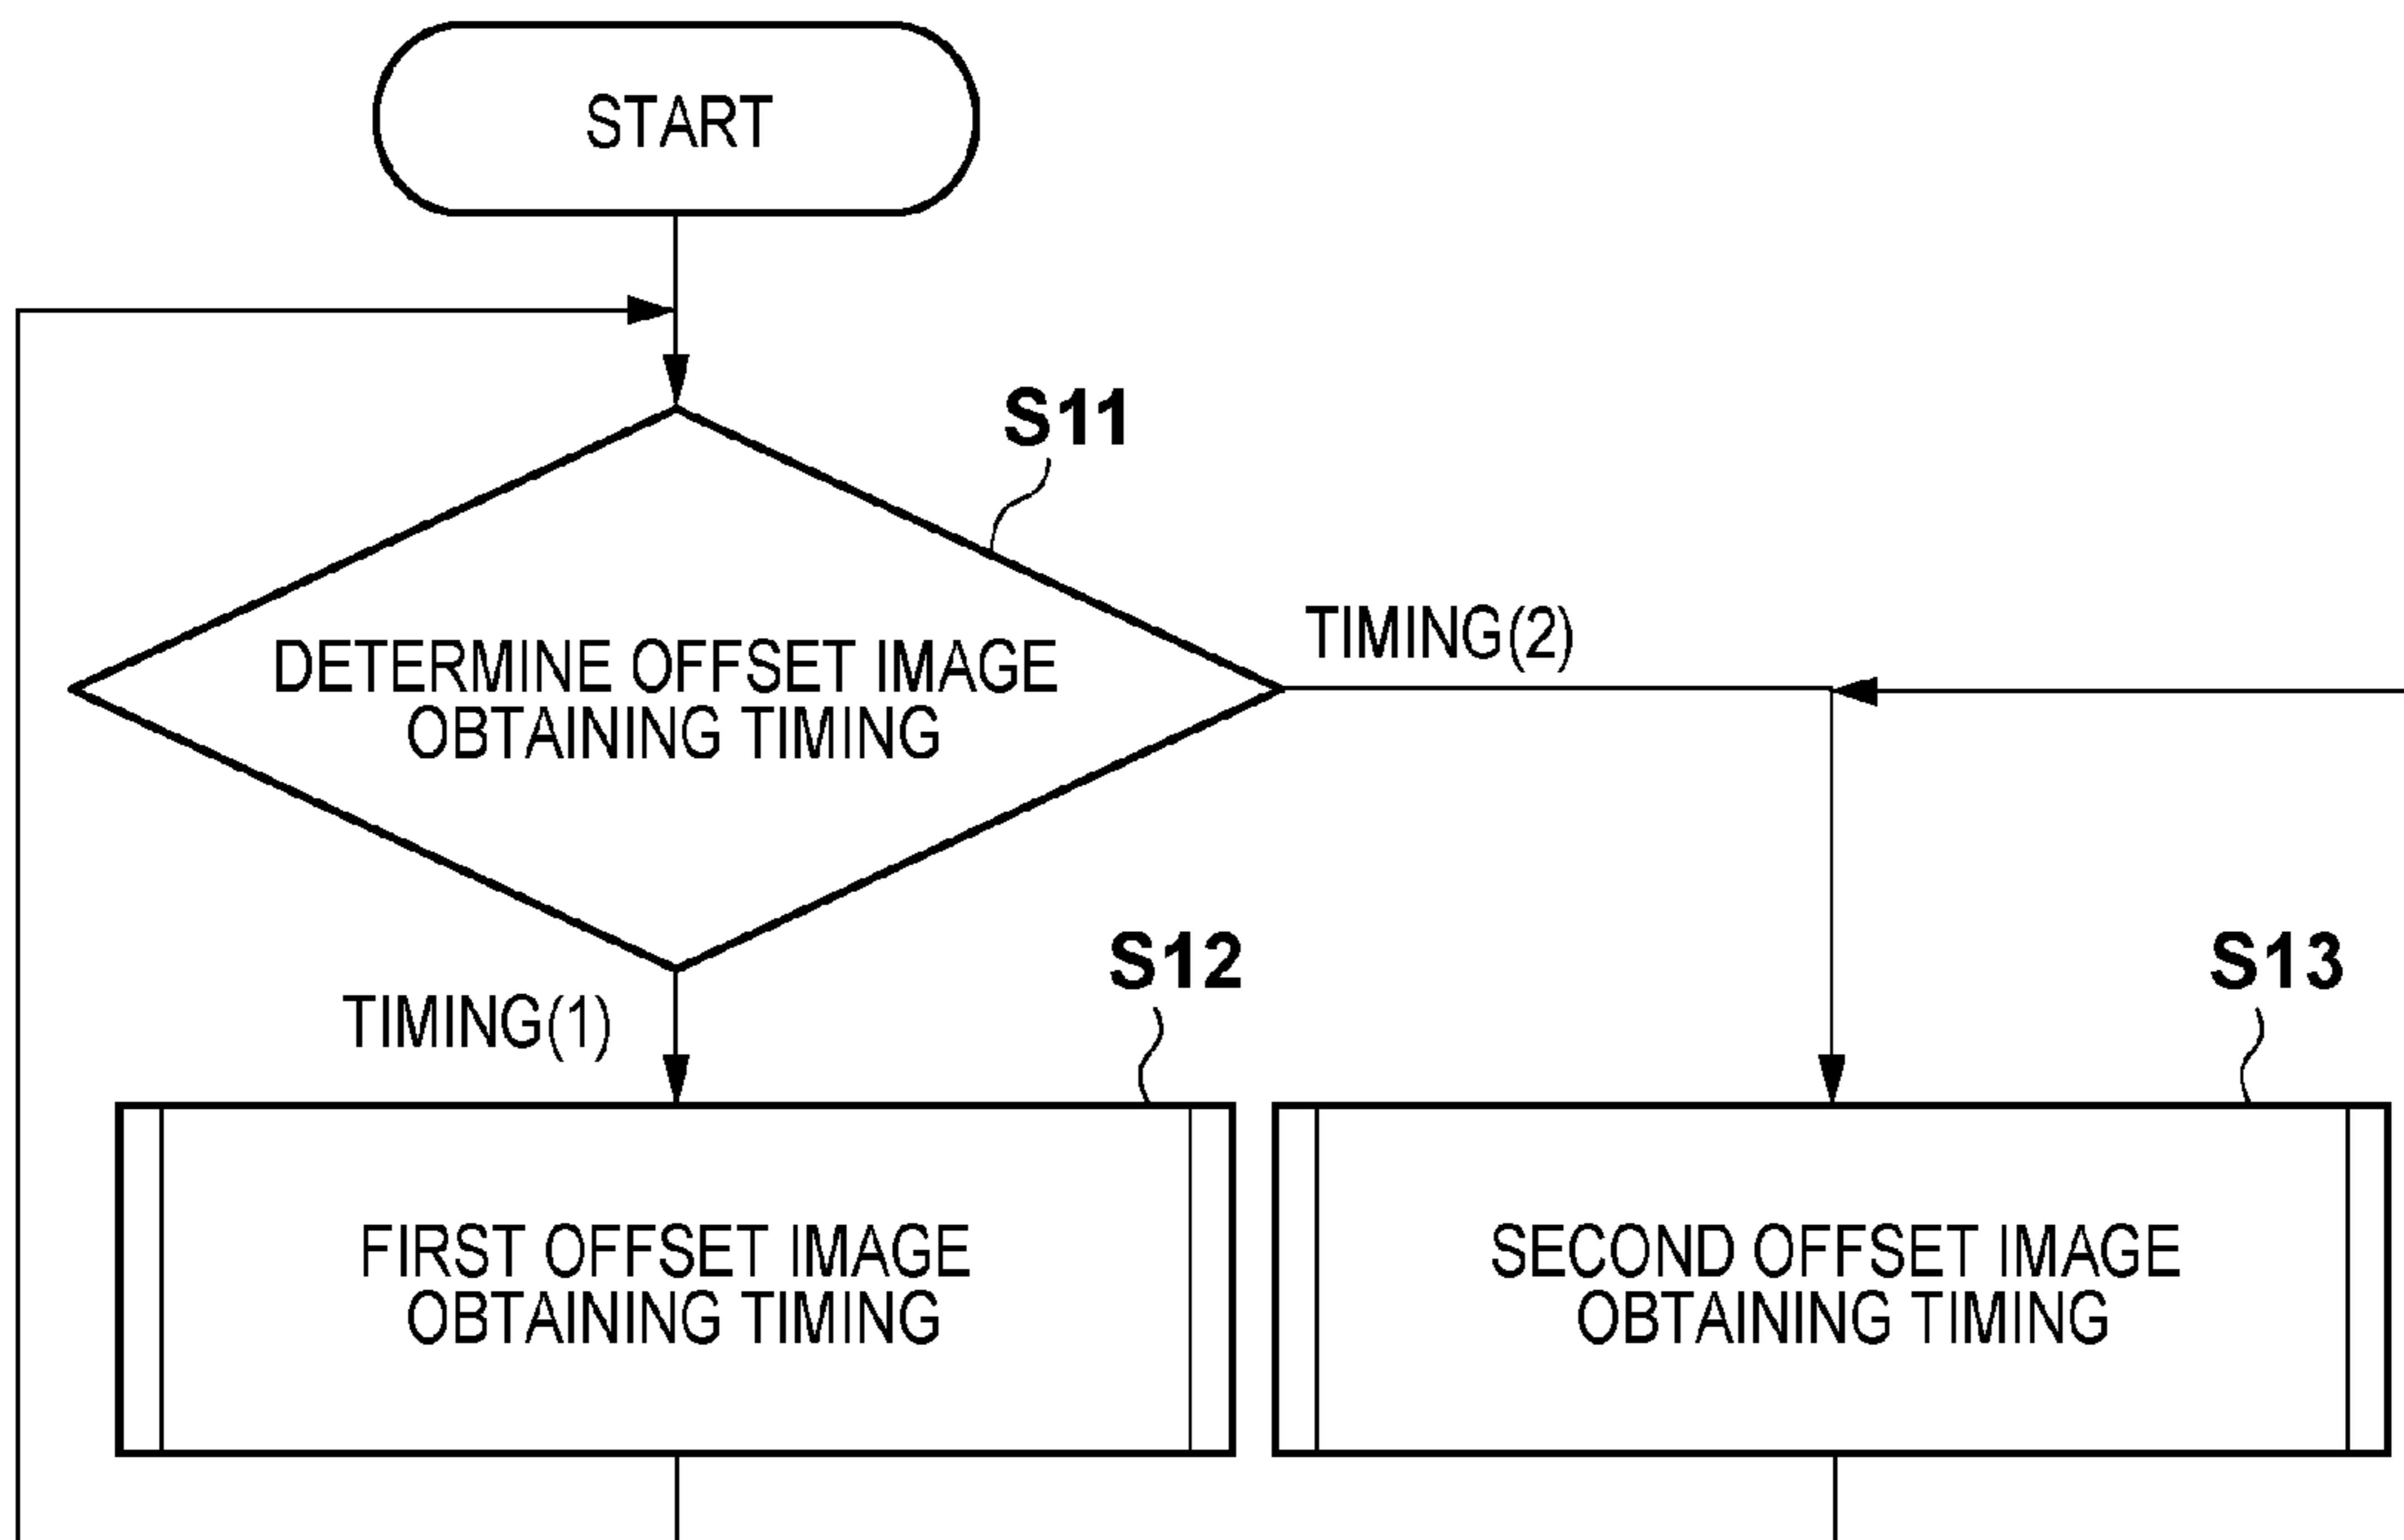 START
S11
DETERMINE OFFSET IMAGE
OBTAINING TIMING
TIMING(2)
TIMING(1)
S12
S13
FIRST OFFSET IMAGE
OBTAINING TIMING
SECOND OFFSET IMAGE
OBTAINING TIMING